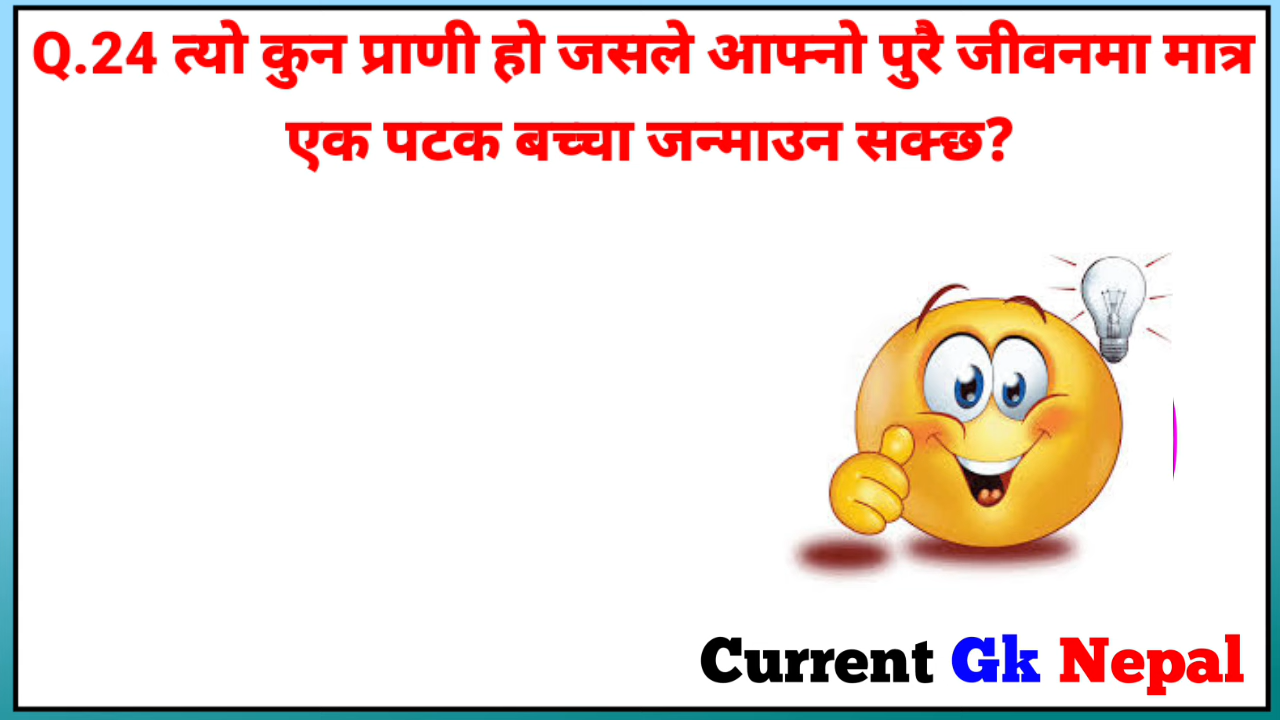 Q.24 त्यो कुन प्राणी हो जसले आफ्नो पुरै जीवनमा मात्र
एक पटक बच्चा जन्माउन सक्छ?
Current Gk Nepal